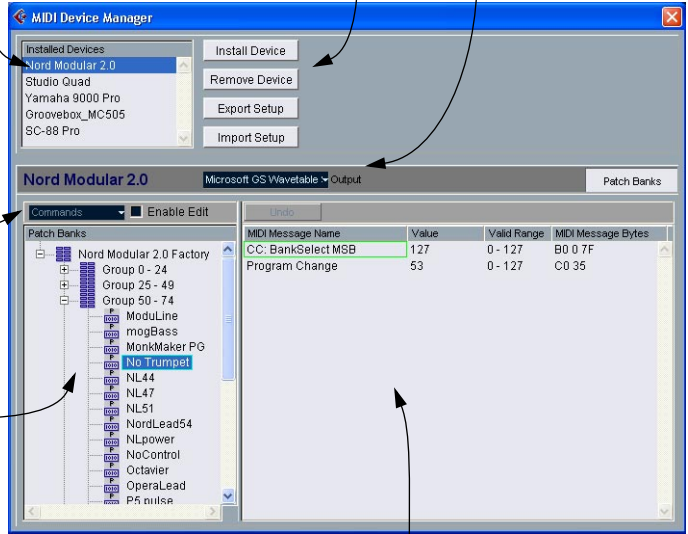 MIDI Device Manager
Installed Devices
Nord Modular 2.0
Studio Quad
Yamaha 9000 Pro
Groovebox_MC505
SC-88 Pro
Install Device
Remove Device
Export Setup
Import Setup
Nord Modular 2.0
Microsoft GS Wavetable S
Output
Patch Banks
Commands
Enable Edit
Undo
Patch Banks
Nord Modular 2.0 Factory
Group 0 - 24
Group 25 - 49
Group 50 - 74
ModuLine
mogBass
MonkMaker PG
No Trumpet
NL44
NL47
NL51
NordLead54
NLpower
NoControl
Octavier
OperaLead
P5 pulse
MIDI Message Name Value Valid Range MIDI Message Bytes
CC: BankSelect MSB 127 0 - 127 B0 0 7F
Program Change 53 0 - 127 C0 35